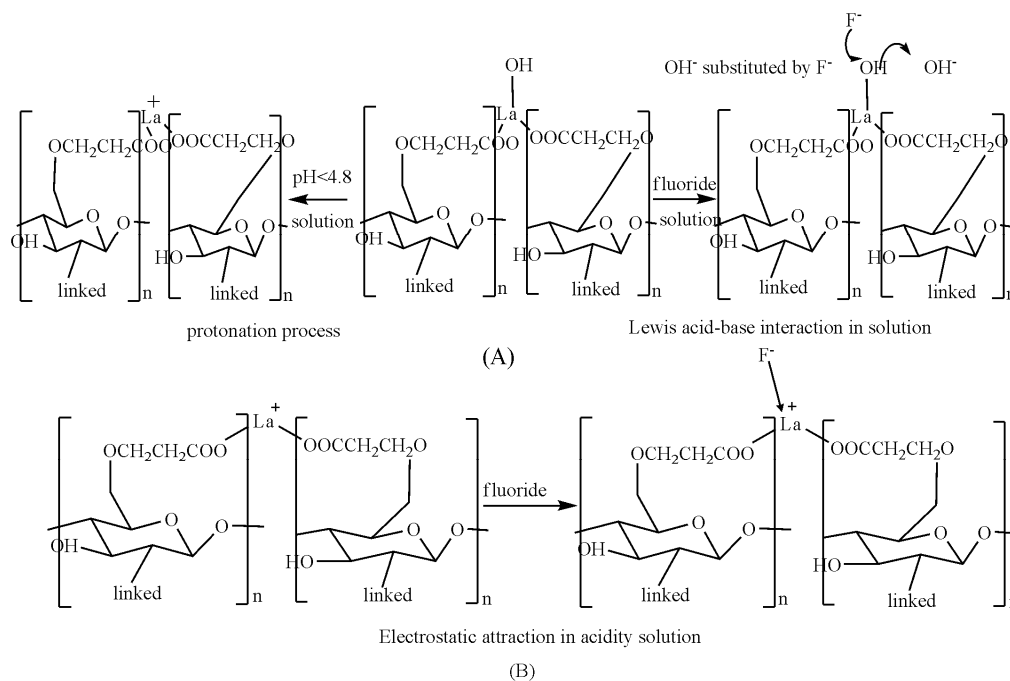 F⁻
OH
OH⁻ substituted by F⁻
OH
OH⁻
+
La
OCH₂CH₂COO
OOCCH₂CH₂O
La
OCH₂CH₂COO
OOCCH₂CH₂O
La
OCH₂CH₂COO
OOCCH₂CH₂O
pH<4.8
solution
fluoride
solution
O
O
OH
linked
n
O
O
HO
linked
n
O
O
OH
linked
O
O
HO
linked
n
O
O
OH
linked
n
O
O
HO
linked
n
protonation process
Lewis acid-base interaction in solution
(A)
F⁻
+
La
OCH₂CH₂COO
OOCCH₂CH₂O
+
La
OCH₂CH₂COO
OOCCH₂CH₂O
fluoride
O
O
OH
linked
n
O
O
HO
linked
n
O
O
OH
linked
n
O
O
HO
linked
Electrostatic attraction in acidity solution
(B)